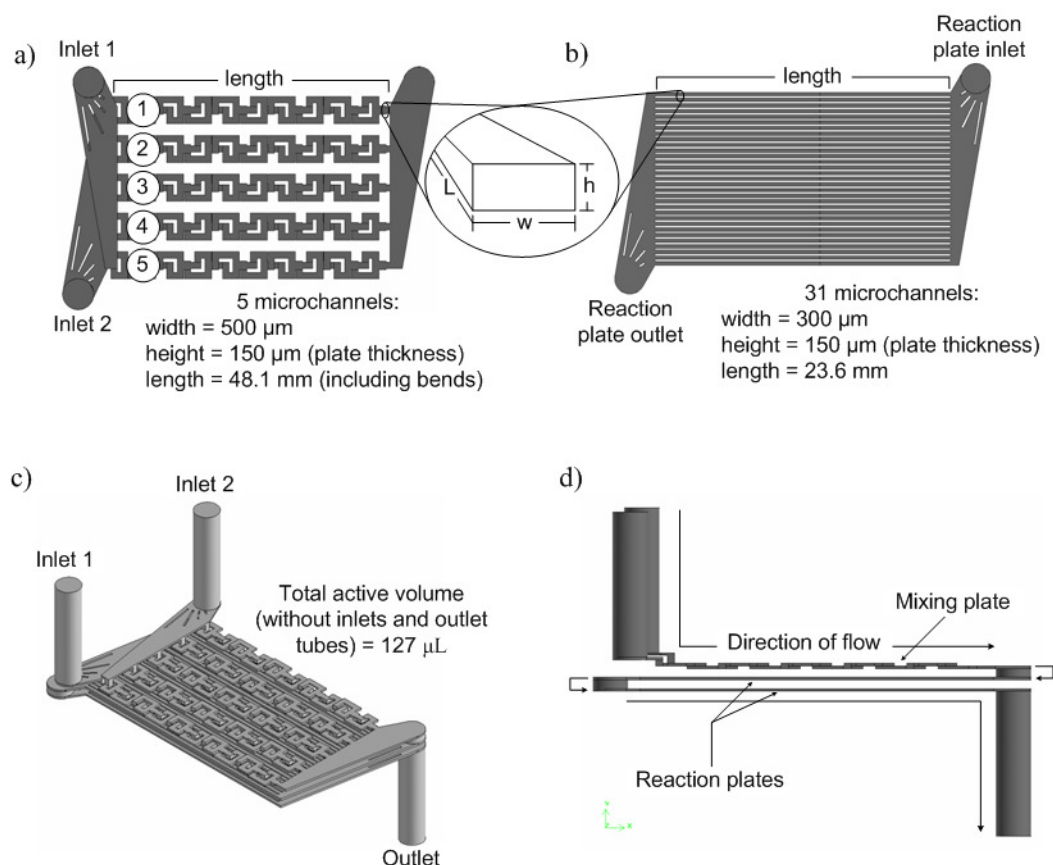 a)
Inlet 1
length
1
2
3
4
5
Inlet 2
5 microchannels:
width = 500 µm
height = 150 µm (plate thickness)
length = 48.1 mm (including bends)
L
h
w
b)
Reaction
plate inlet
length
Reaction
plate outlet
31 microchannels:
width = 300 µm
height = 150 µm (plate thickness)
length = 23.6 mm
c)
Inlet 2
Inlet 1
Total active volume
(without inlets and outlet
tubes) = 127 µL
Outlet
d)
Mixing plate
Direction of flow
Reaction plates
Y
Z X